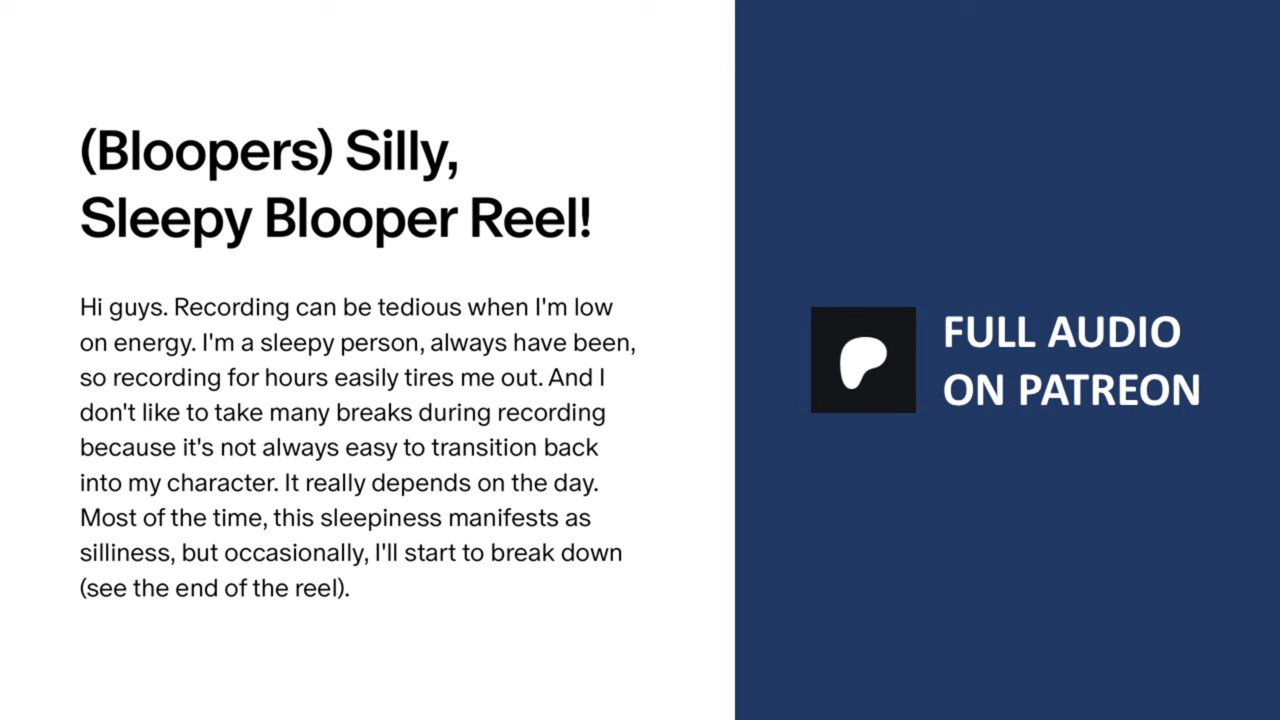 (Bloopers) Silly,
Sleepy Blooper Reel!
Hi guys. Recording can be tedious when I'm low
on energy. I'm a sleepy person, always have been,
so recording for hours easily tires me out. And I
don't like to take many breaks during recording
because it's not always easy to transition back
into my character. It really depends on the day.
Most of the time, this sleepiness manifests as
silliness, but occasionally, I'll start to break down
(see the end of the reel).
FULL AUDIO
ON PATREON